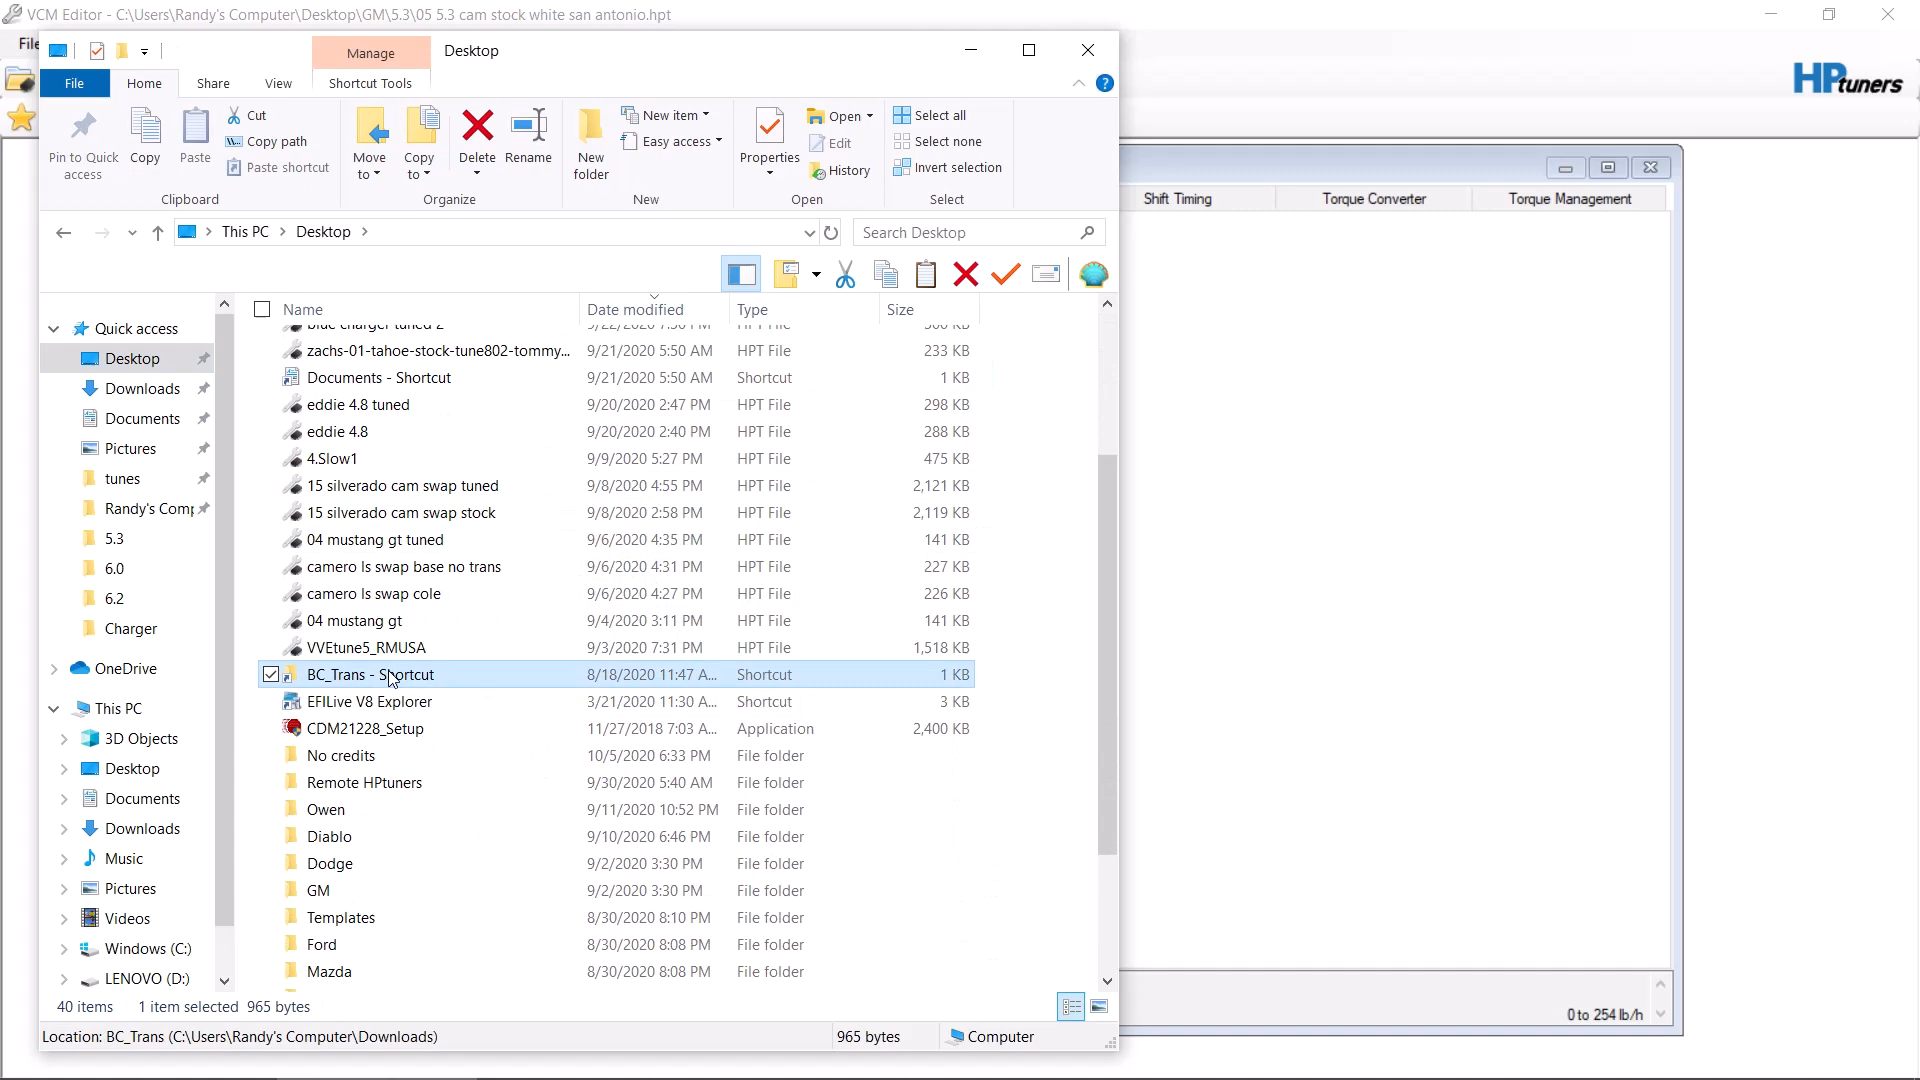 VCM Editor - C:\Users\Randy's Computer\Desktop\GM\5.3\05 5.3 cam stock white san antonio.hpt
File
Manage
Desktop
File
Home
Share
View
Shortcut Tools
HPtuners
Pin to Quick access
Copy
Paste
Cut
Copy path
Paste shortcut
Clipboard
Move to
Copy to
Delete
Rename
Organize
New folder
New item
Easy access
New
Properties
Open
Edit
History
Open
Select all
Select none
Invert selection
Select
Shift Timing
Torque Converter
Torque Management
This PC > Desktop >
Search Desktop
Name
Date modified
Type
Size
Quick access
Desktop
Downloads
Documents
Pictures
tunes
Randy's Comp
5.3
6.0
6.2
Charger
OneDrive
This PC
3D Objects
Desktop
Documents
Downloads
Music
Pictures
Videos
Windows (C:)
LENOVO (D:)
blue charger tuned 2
zachs-01-tahoe-stock-tune802-tommy... 9/21/2020 5:50 AM HPT File 233 KB
Documents - Shortcut 9/21/2020 5:50 AM Shortcut 1 KB
eddie 4.8 tuned 9/20/2020 2:47 PM HPT File 298 KB
eddie 4.8 9/20/2020 2:40 PM HPT File 288 KB
4.Slow1 9/9/2020 5:27 PM HPT File 475 KB
15 silverado cam swap tuned 9/8/2020 4:55 PM HPT File 2,121 KB
15 silverado cam swap stock 9/8/2020 2:58 PM HPT File 2,119 KB
04 mustang gt tuned 9/6/2020 4:35 PM HPT File 141 KB
camero ls swap base no trans 9/6/2020 4:31 PM HPT File 227 KB
camero ls swap cole 9/6/2020 4:27 PM HPT File 226 KB
04 mustang gt 9/4/2020 3:11 PM HPT File 141 KB
VVEtune5_RMUSA 9/3/2020 7:31 PM HPT File 1,518 KB
BC_Trans - Shortcut 8/18/2020 11:47 A... Shortcut 1 KB
EFILive V8 Explorer 3/21/2020 11:30 A... Shortcut 3 KB
CDM21228_Setup 11/27/2018 7:03 A... Application 2,400 KB
No credits 10/5/2020 6:33 PM File folder
Remote HPtuners 9/30/2020 5:40 AM File folder
Owen 9/11/2020 10:52 PM File folder
Diablo 9/10/2020 6:46 PM File folder
Dodge 9/2/2020 3:30 PM File folder
GM 9/2/2020 3:30 PM File folder
Templates 8/30/2020 8:10 PM File folder
Ford 8/30/2020 8:08 PM File folder
Mazda 8/30/2020 8:08 PM File folder
40 items 1 item selected 965 bytes
0 to 254 lb/h
Location: BC_Trans (C:\Users\Randy's Computer\Downloads)
965 bytes
Computer